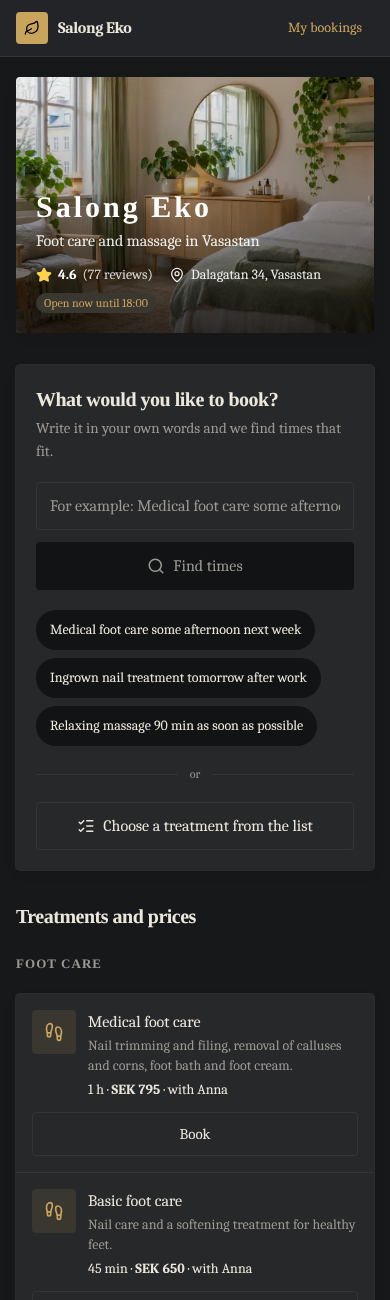 Salong Eko
My bookings
Salong Eko
Foot care and massage in Vasastan
4.6 (77 reviews)
Dalagatan 34, Vasastan
Open now until 18:00
What would you like to book?
Write it in your own words and we find times that
fit.
For example: Medical foot care some afterno
Find times
Medical foot care some afternoon next week
Ingrown nail treatment tomorrow after work
Relaxing massage 90 min as soon as possible
or
Choose a treatment from the list
Treatments and prices
FOOT CARE
Medical foot care
Nail trimming and filing, removal of calluses
and corns, foot bath and foot cream.
1 h · SEK 795 · with Anna
Book
Basic foot care
Nail care and a softening treatment for healthy
feet.
45 min · SEK 650 · with Anna